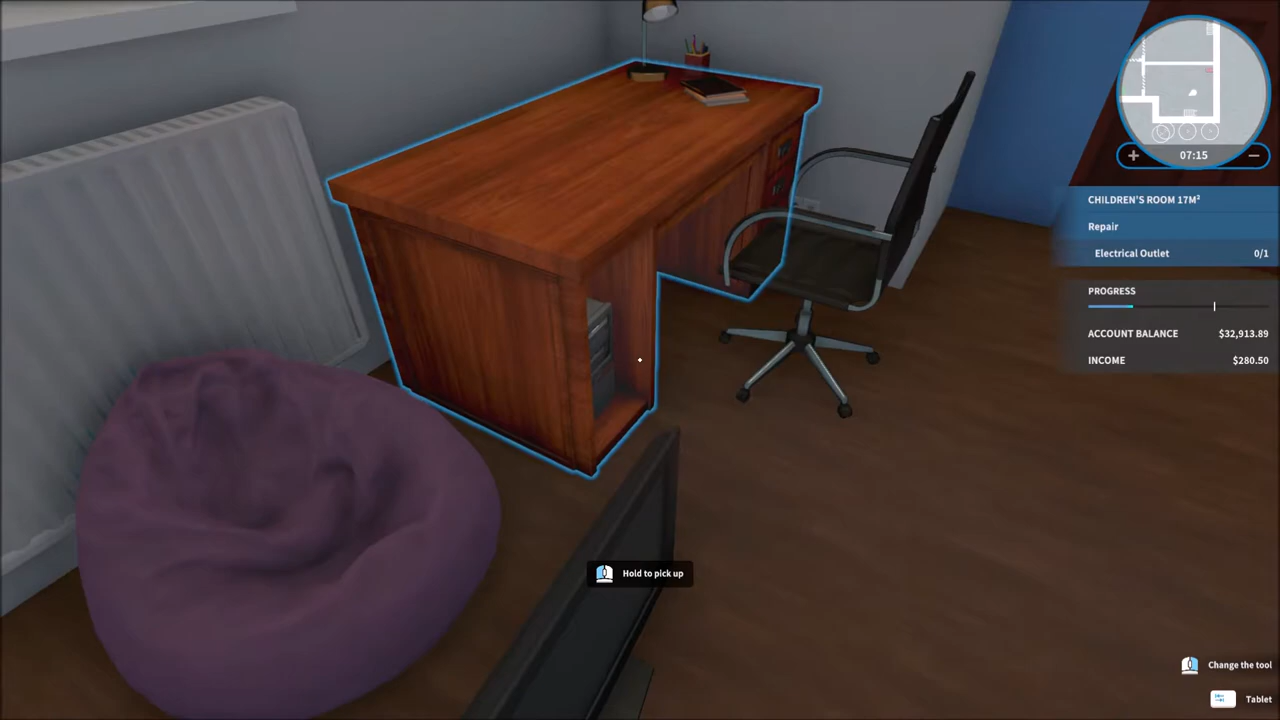 07:15
CHILDREN'S ROOM 17M²
Repair
Electrical Outlet 0/1
PROGRESS
ACCOUNT BALANCE $32,913.89
INCOME $280.50
Hold to pick up
Change the tool
Tablet